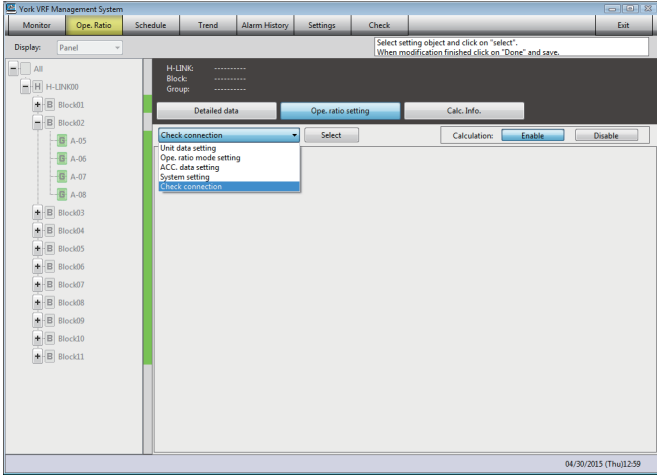 York VRF Management System
Monitor Ope. Ratio Schedule Trend Alarm History Settings Check Exit
Display: Panel
Select setting object and click on "select".
When modification finished click on "Done" and save.
All
H H-LINK00
B Block01
B Block02
G A-05
G A-06
G A-07
G A-08
B Block03
B Block04
B Block05
B Block06
B Block07
B Block08
B Block09
B Block10
B Block11
H-LINK: ----------
Block: ----------
Group: ----------
Detailed data Ope. ratio setting Calc. Info.
Check connection Select Calculation: Enable Disable
Unit data setting
Ope. ratio mode setting
ACC. data setting
System setting
Check connection
04/30/2015 (Thu)12:59